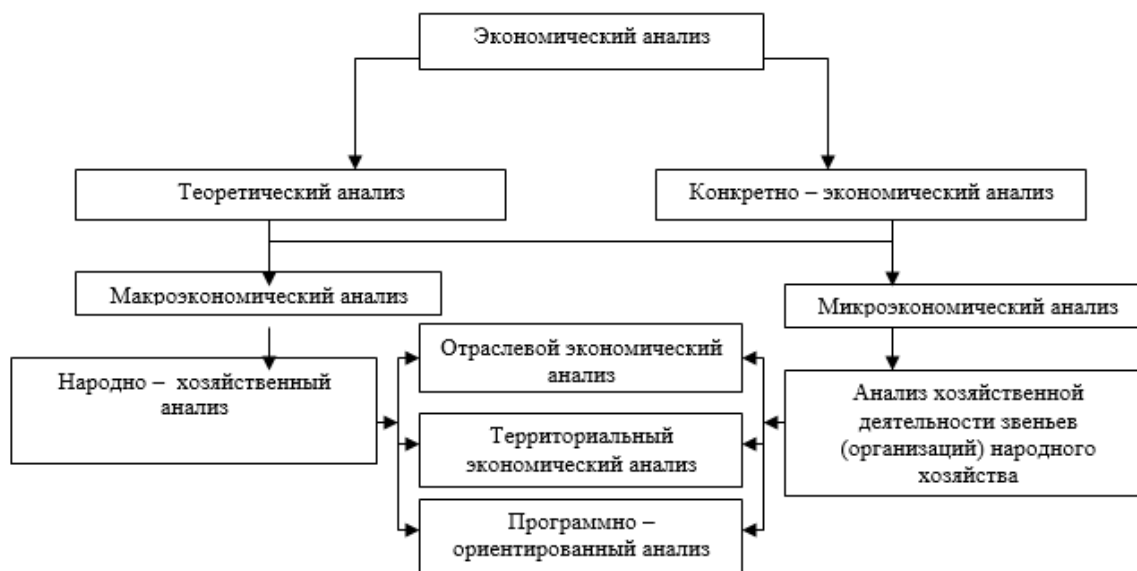 Экономический анализ
Теоретический анализ
Конкретно – экономический анализ
Макроэкономический анализ
Микроэкономический анализ
Отраслевой экономический
анализ
Народно – хозяйственный
анализ
Анализ хозяйственной
деятельности звеньев
(организаций) народного
хозяйства
Территориальный
экономический анализ
Программно –
ориентированный анализ